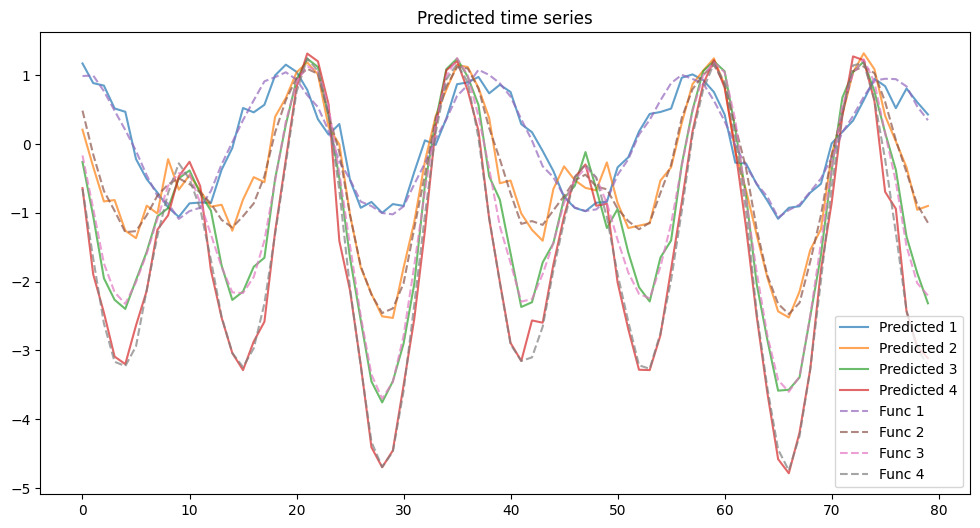 Predicted time series
1
0
−1
−2
−3
−4
−5
0 10 20 30 40 50 60 70 80
Predicted 1
Predicted 2
Predicted 3
Predicted 4
Func 1
Func 2
Func 3
Func 4